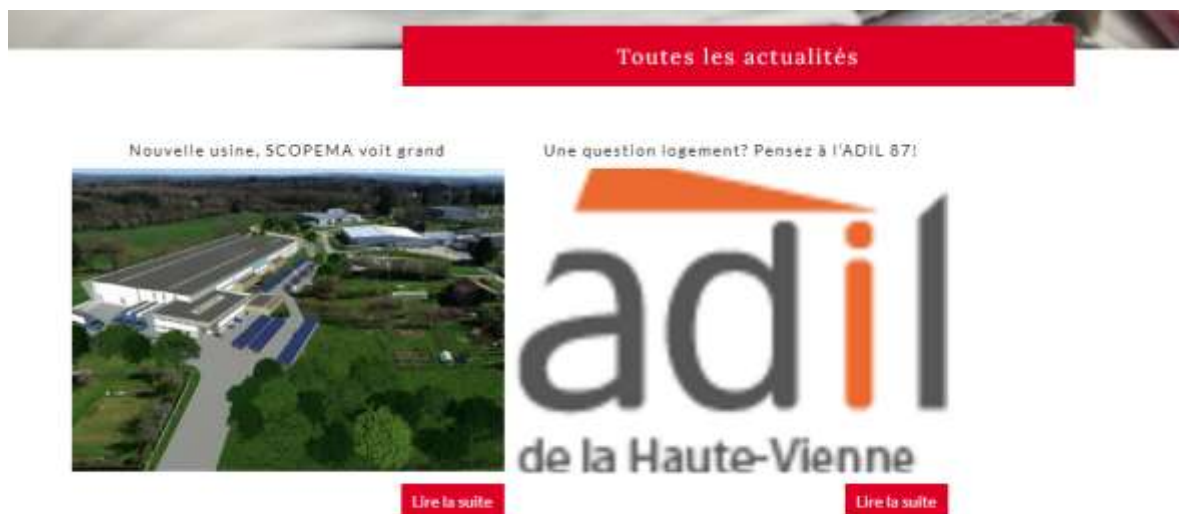 Toutes les actualités
Nouvelle usine, SCOPEMA voit grand
Une question logement? Pensez à l'ADIL 87!
adil
de la Haute-Vienne
Lire la suite
Lire la suite